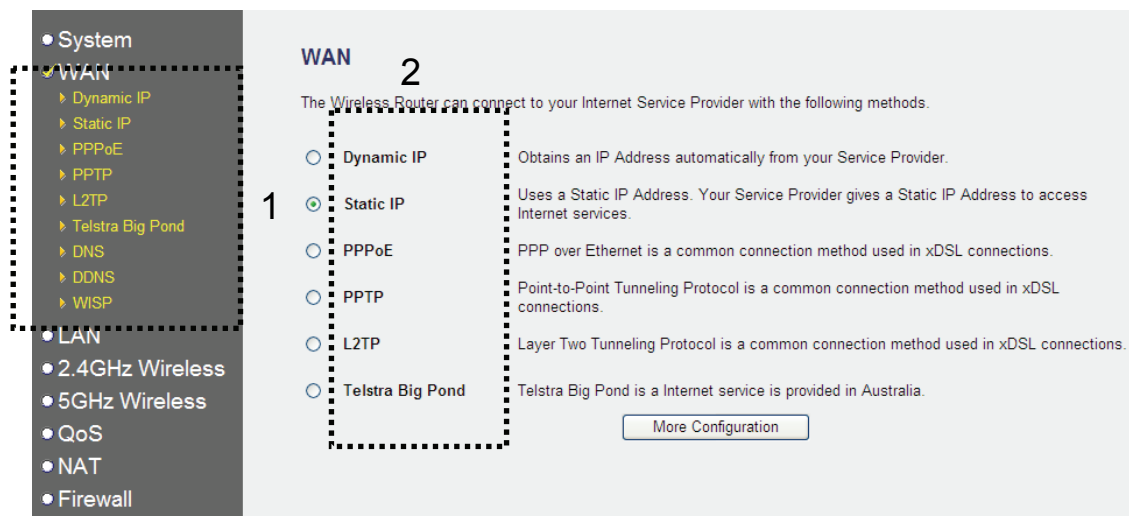 System
WAN
Dynamic IP
Static IP
PPPoE
PPTP
L2TP
Telstra Big Pond
DNS
DDNS
WISP
LAN
2.4GHz Wireless
5GHz Wireless
QoS
NAT
Firewall
1
WAN
2
The Wireless Router can connect to your Internet Service Provider with the following methods.
Dynamic IP Obtains an IP Address automatically from your Service Provider.
Static IP Uses a Static IP Address. Your Service Provider gives a Static IP Address to access
Internet services.
PPPoE PPP over Ethernet is a common connection method used in xDSL connections.
PPTP Point-to-Point Tunneling Protocol is a common connection method used in xDSL
connections.
L2TP Layer Two Tunneling Protocol is a common connection method used in xDSL connections.
Telstra Big Pond Telstra Big Pond is a Internet service is provided in Australia.
More Configuration